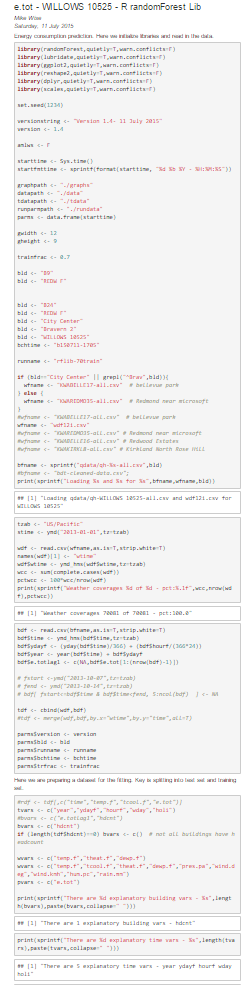 e.tot - WILLOWS 10525 - R randomForest Lib
Mike Wise
Saturday, 11 July 2015
Energy consumption prediction. Here we initialize libraries and read in the data.
library(randomForest,quietly=T,warn.conflicts=F)
library(lubridate,quietly=T,warn.conflicts=F)
library(ggplot2,quietly=T,warn.conflicts=F)
library(reshape2,quietly=T,warn.conflicts=F)
library(dplyr,quietly=T,warn.conflicts=F)
library(scales,quietly=T,warn.conflicts=F)
set.seed(1234)
versionstring <- "Version 1.4- 11 July 2015"
version <- 1.4
amlws <- F
starttime <- Sys.time()
startfmttime <- sprintf(format(starttime, "%d %b %Y - %H:%M:%S"))
graphpath <- "./graphs"
datapath <- "./data"
tdatapath <- "./tdata"
runparmpath <- "./rundata"
parms <- data.frame(starttime)
gwidth <- 12
gheight <- 9
trainfrac <- 0.7
bld <- "B9"
bld <- "REDW F"
bld <- "B24"
bld <- "REDW F"
bld <- "City Center"
bld <- "Bravern 2"
bld <- "WILLOWS 10525"
bchtime <- "b150711-1705"
runname <- "rflib-70train"
if (bld=="City Center" || grepl("^Brav",bld)){
wfname <- "KWABELLE17-all.csv" # bellevue park
} else {
wfname <- "KWAREDMO35-all.csv" # Redmond near microsoft
}
#wfname <- "KWABELLE17-all.csv" # bellevue park
wfname <- "wdf12i.csv"
#wfname <- "KWAREDMO35-all.csv" # Redmond near microsoft
#wfname <- "KWAREDMO16-all.csv" # Redwood Estates
#wfname <- "KWAKIRKL8-all.csv" # Kirkland North Rose Hill
bfname <- sprintf("qdata/qh-%s-all.csv",bld)
#bfname <- "bdt-cleaned-data.csv";
print(sprintf("Loading %s and %s for %s",bfname,wfname,bld))
## [1] "Loading qdata/qh-WILLOWS 10525-all.csv and wdf12i.csv for
WILLOWS 10525"
tzab <- "US/Pacific"
stime <- ymd("2013-01-01",tz=tzab)
wdf <- read.csv(wfname,as.is=T,strip.white=T)
names(wdf)[1] <- "wtime"
wdf$wtime <- ymd_hms(wdf$wtime,tz=tzab)
wcc <- sum(complete.cases(wdf))
pctwcc <- 100*wcc/nrow(wdf)
print(sprintf("Weather coverages %d of %d - pct:%.1f",wcc,nrow(wd
f),pctwcc))
## [1] "Weather coverages 70081 of 70081 - pct:100.0"
bdf <- read.csv(bfname,as.is=T,strip.white=T)
bdf$time <- ymd_hms(bdf$time,tz=tzab)
bdf$ydayf <- (yday(bdf$time)/366) + (bdf$hourf/(366*24))
bdf$year <- year(bdf$time) + bdf$ydayf
bdf$e.totlag1 <- c(NA,bdf$e.tot[1:(nrow(bdf)-1)])
# fstart <-ymd("2013-10-07",tz=tzab)
# fend <- ymd("2013-10-14",tz=tzab)
# bdf[ fstart<=bdf$time & bdf$time<fend, 5:ncol(bdf) ] <- NA
tdf <- cbind(wdf,bdf)
#tdf <- merge(wdf,bdf,by.x="wtime",by.y="time",all=T)
parms$version <- version
parms$bld <- bld
parms$runname <- runname
parms$bchtime <- bchtime
parms$trfrac <- trainfrac
Here we are preparing a dataset for the fitting. Key is splitting into test set and training
set.
#rdf <- tdf[,c("time","temp.f","tcool.f","e.tot")]
tvars <- c("year","ydayf","hourf","wday","holi")
#bvars <- c("e.totlag1","hdcnt")
bvars <- c("hdcnt")
if (length(tdf$hdcnt)==0) bvars <- c() # not all buildings have h
eadcount
wvars <- c("temp.f","theat.f","dewp.f")
wvars <- c("temp.f","tcool.f","theat.f","dewp.f","pres.pa","wind.d
eg","wind.kmh","hum.pc","rain.mm")
pvars <- c("e.tot")
print(sprintf("There are %d explanatory building vars - %s",lengt
h(bvars),paste(bvars,collapse=" ")))
## [1] "There are 1 explanatory building vars - hdcnt"
print(sprintf("There are %d explanatory time vars - %s",length(tva
rs),paste(tvars,collapse=" ")))
## [1] "There are 5 explanatory time vars - year ydayf hourf wday
holi"